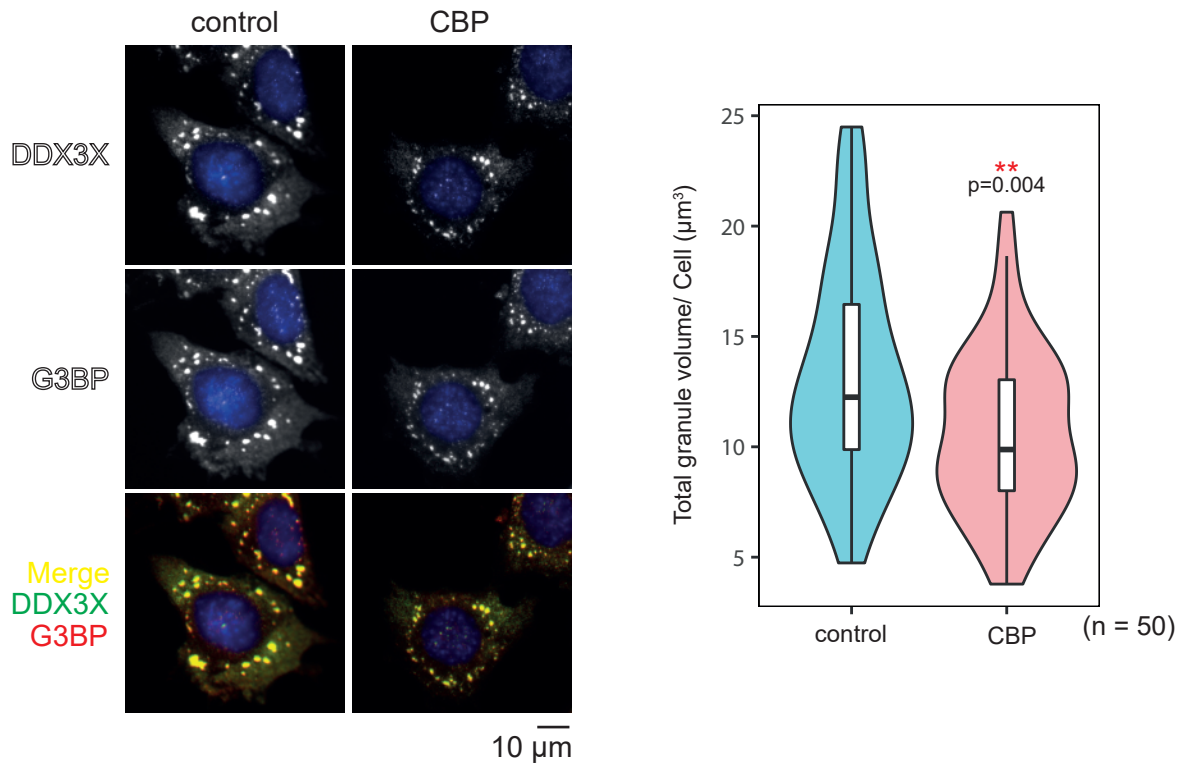 control
CBP
DDX3X
G3BP
Merge
DDX3X
G3BP
10 µm
Total granule volume/ Cell (µm³)
25
20
15
10
5
**
p=0.004
control
CBP
(n = 50)